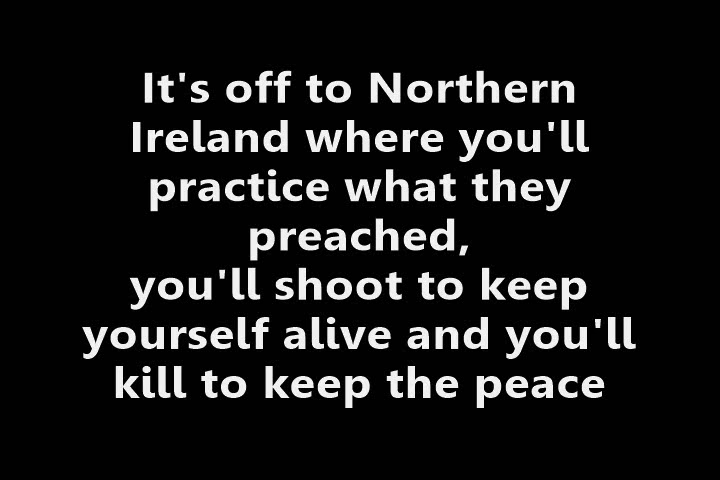 It's off to Northern
Ireland where you'll
practice what they
preached,
you'll shoot to keep
yourself alive and you'll
kill to keep the peace